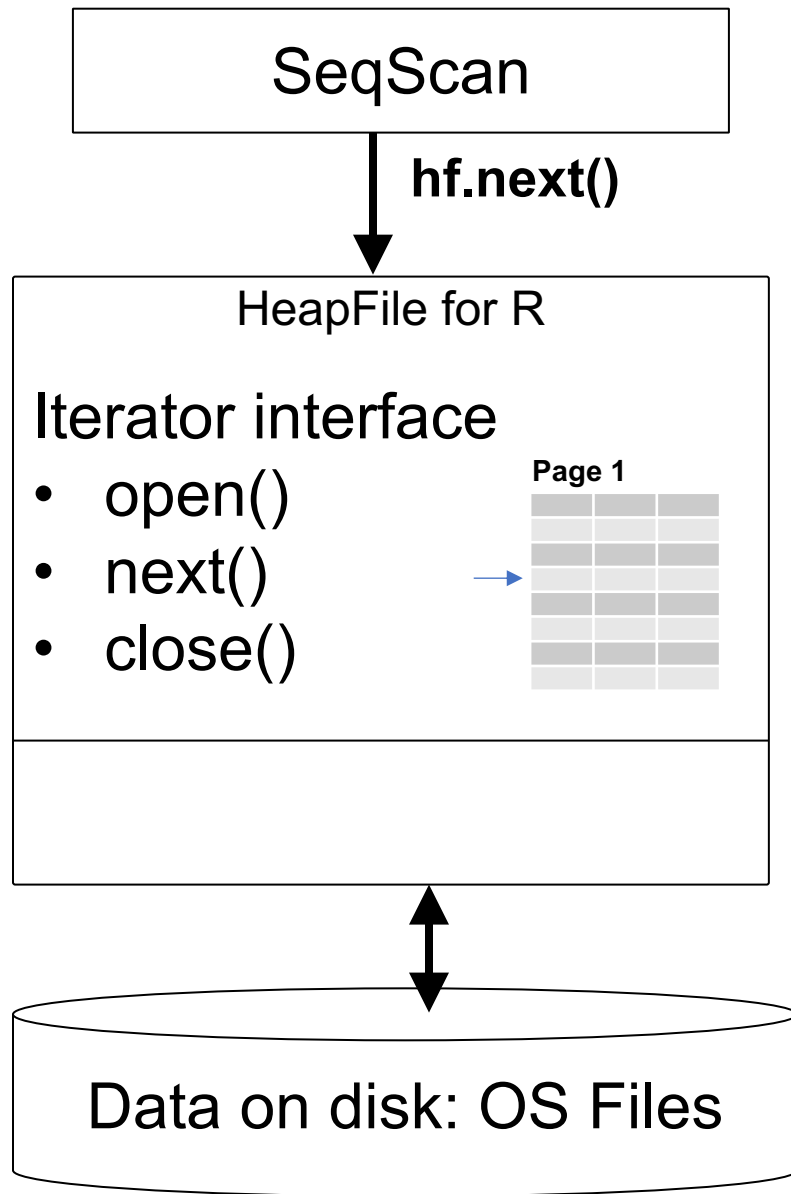 SeqScan
hf.next()
HeapFile for R
Iterator interface
• open()
• next()
• close()
Page 1
Data on disk: OS Files